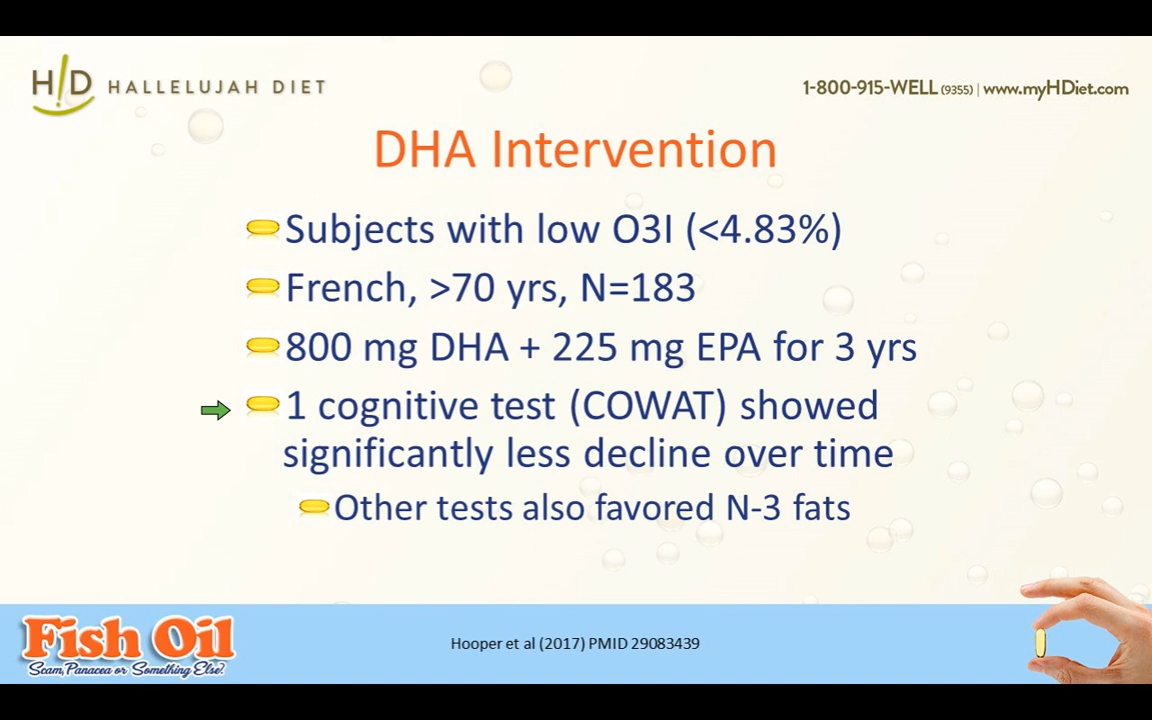 H!D HALLELUJAH DIET
1-800-915-WELL (9355) | www.myHDiet.com
DHA Intervention
Subjects with low O3I (<4.83%)
French, >70 yrs, N=183
800 mg DHA + 225 mg EPA for 3 yrs
1 cognitive test (COWAT) showed
significantly less decline over time
Other tests also favored N-3 fats
Fish Oil
Scam, Panacea or Something Else?
Hooper et al (2017) PMID 29083439